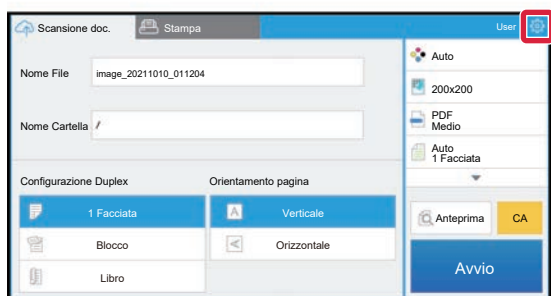 Scansione doc.
Stampa
User
Nome File
image_20211010_011204
Nome Cartella
/
Configurazione Duplex
1 Facciata
Blocco
Libro
Orientamento pagina
A
Verticale
Orizzontale
Auto
200x200
PDF
Medio
Auto
1 Facciata
Anteprima
CA
Avvio